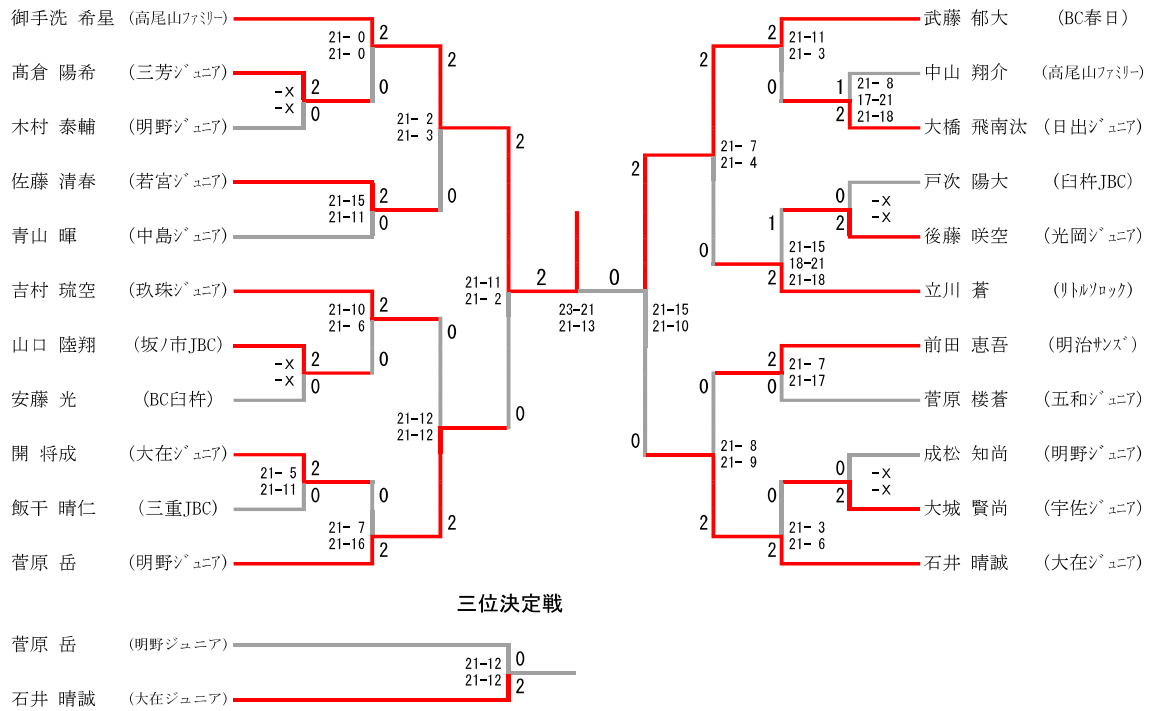 御手洗 希星 (高尾山ファミリー)
髙倉 陽希 (三芳ジュニア)
木村 泰輔 (明野ジュニア)
佐藤 清春 (若宮ジュニア)
青山 暉 (中島ジュニア)
吉村 琉空 (玖珠ジュニア)
山口 陸翔 (坂ノ市JBC)
安藤 光 (BC臼杵)
開 将成 (大在ジュニア)
飯干 晴仁 (三重JBC)
菅原 岳 (明野ジュニア)
21- 0 2
21- 0
0
-X 2
-X 0
2
21- 2
21- 3
0
21-15 2
21-11 0
2
21-11
21- 2
0
21-10 2
21- 6
0
-X 2
-X 0
0
21-12
21-12
2
21- 5 2
21-11 0
0
21- 7
21-16 2
2 0
23-21
21-13
武藤 郁大 (BC春日)
中山 翔介 (高尾山ファミリー)
大橋 飛南汰 (日出ジュニア)
戸次 陽大 (臼杵JBC)
後藤 咲空 (光岡ジュニア)
立川 蒼 (リトルソロック)
前田 恵吾 (明治サンズ)
菅原 楼蒼 (五和ジュニア)
成松 知尚 (明野ジュニア)
大城 賢尚 (宇佐ジュニア)
石井 晴誠 (大在ジュニア)
2 21-11
21- 3
0
1 21- 8
17-21
2 21-18
2
21- 7
21- 4
0
0 -X
-X
2
1
21-15
18-21
2 21-18
2
21-15
21-10
0
2 21- 7
0 21-17
0
21- 8
21- 9
2
0 -X
-X
2
0
21- 3
2 21- 6
三位決定戦
菅原 岳 (明野ジュニア)
21-12 0
21-12 2
石井 晴誠 (大在ジュニア)